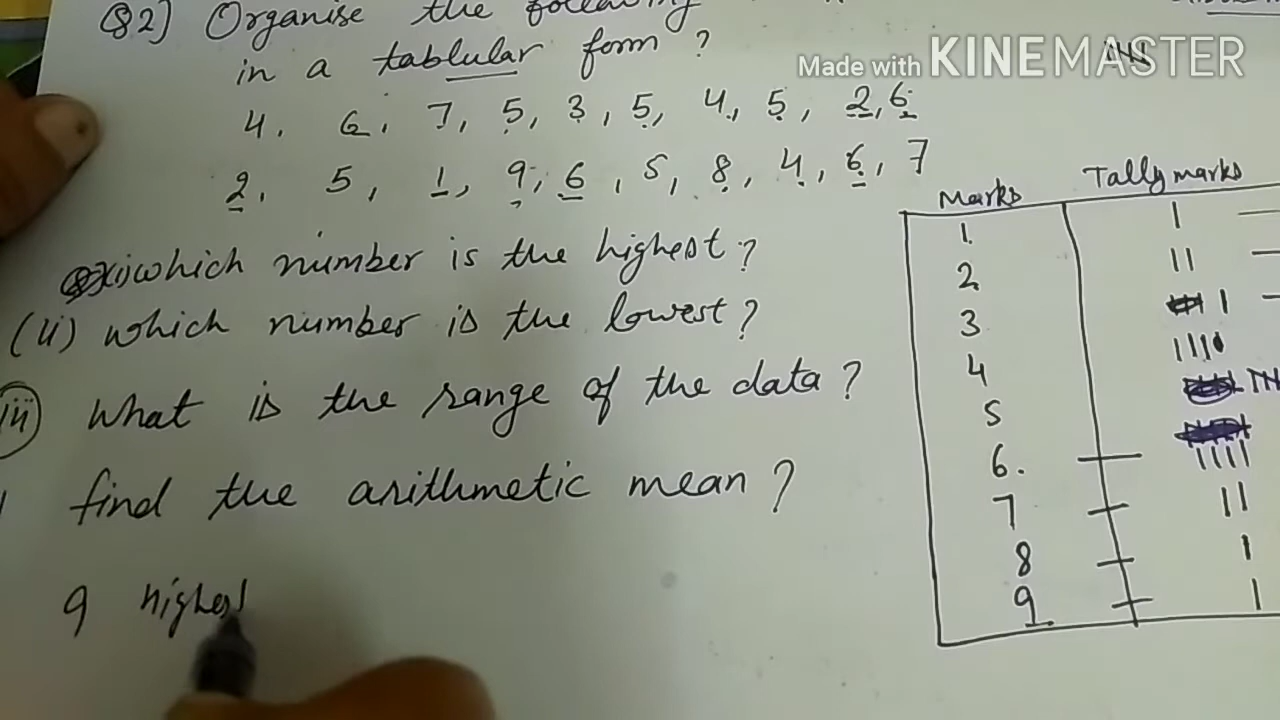 Q2) Organise the following
in a tablular form ?
Made with KINEMASTER
4, 6, 7, 5, 3, 5, 4, 5, 2, 6
2, 5, 1, 9, 6, 5, 8, 4, 6, 7
(i) which number is the highest ?
(ii) which number is the lowest ?
(iii) What is the range of the data ?
find the arithmetic mean ?
9 highest
Marks Tally marks
1. |
2 ||
3 |
4 ||||
5
6. ||||
7 ||
8 |
9 |